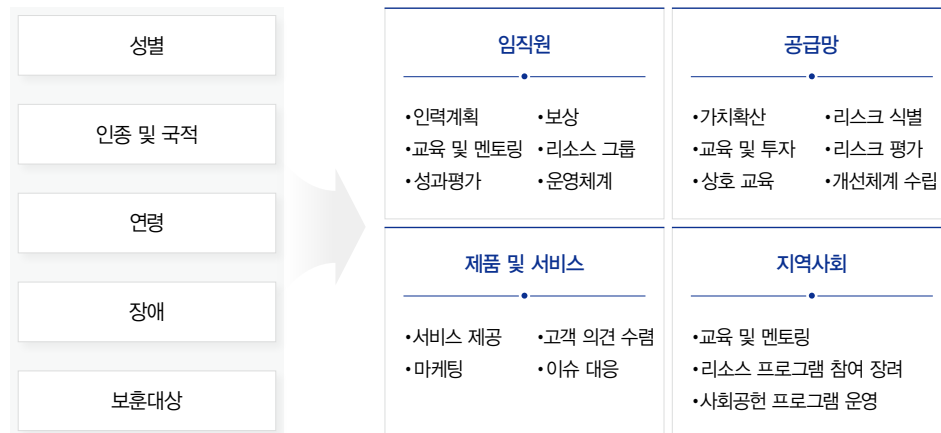 성별
인종 및 국적
연령
장애
보훈대상
임직원
•인력계획 •보상
•교육 및 멘토링 •리소스 그룹
•성과평가 •운영체계
공급망
•가치확산 •리스크 식별
•교육 및 투자 •리스크 평가
•상호 교육 •개선체계 수립
제품 및 서비스
•서비스 제공 •고객 의견 수렴
•마케팅 •이슈 대응
지역사회
•교육 및 멘토링
•리소스 프로그램 참여 장려
•사회공헌 프로그램 운영